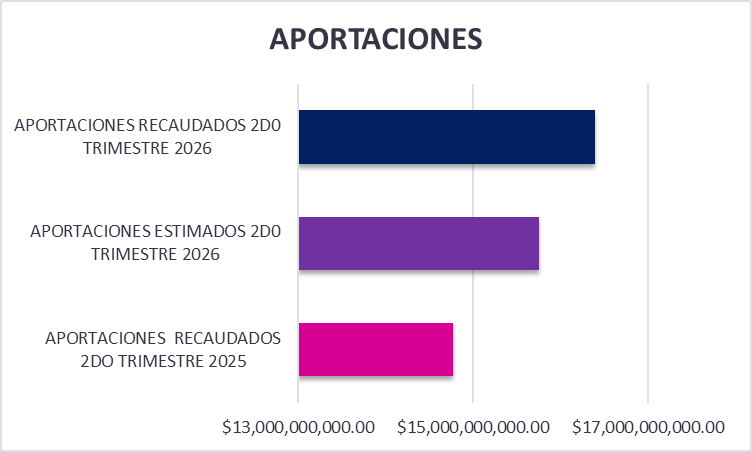 APORTACIONES
APORTACIONES RECAUDADOS 2D0
TRIMESTRE 2026
APORTACIONES ESTIMADOS 2D0
TRIMESTRE 2026
APORTACIONES  RECAUDADOS
2DO TRIMESTRE 2025
$13,000,000,000.00 $15,000,000,000.00 $17,000,000,000.00